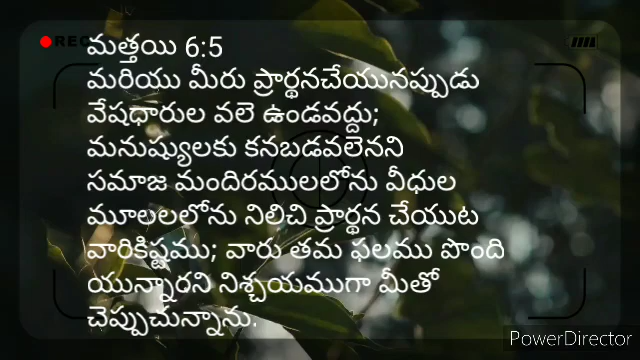 REC
మత్తయి 6:5
మరియు మీరు ప్రార్థనచేయునప్పుడు
వేషధారుల వలె ఉండవద్దు;
మనుష్యులకు కనబడవలెనని
సమాజ మందిరములలోను వీధుల
మూలలలోను నిలిచి ప్రార్థన చేయుట
వారికిష్టము; వారు తమ ఫలము పొంది
యున్నారని నిశ్చయముగా మీతో
చెప్పుచున్నాను.
PowerDirector